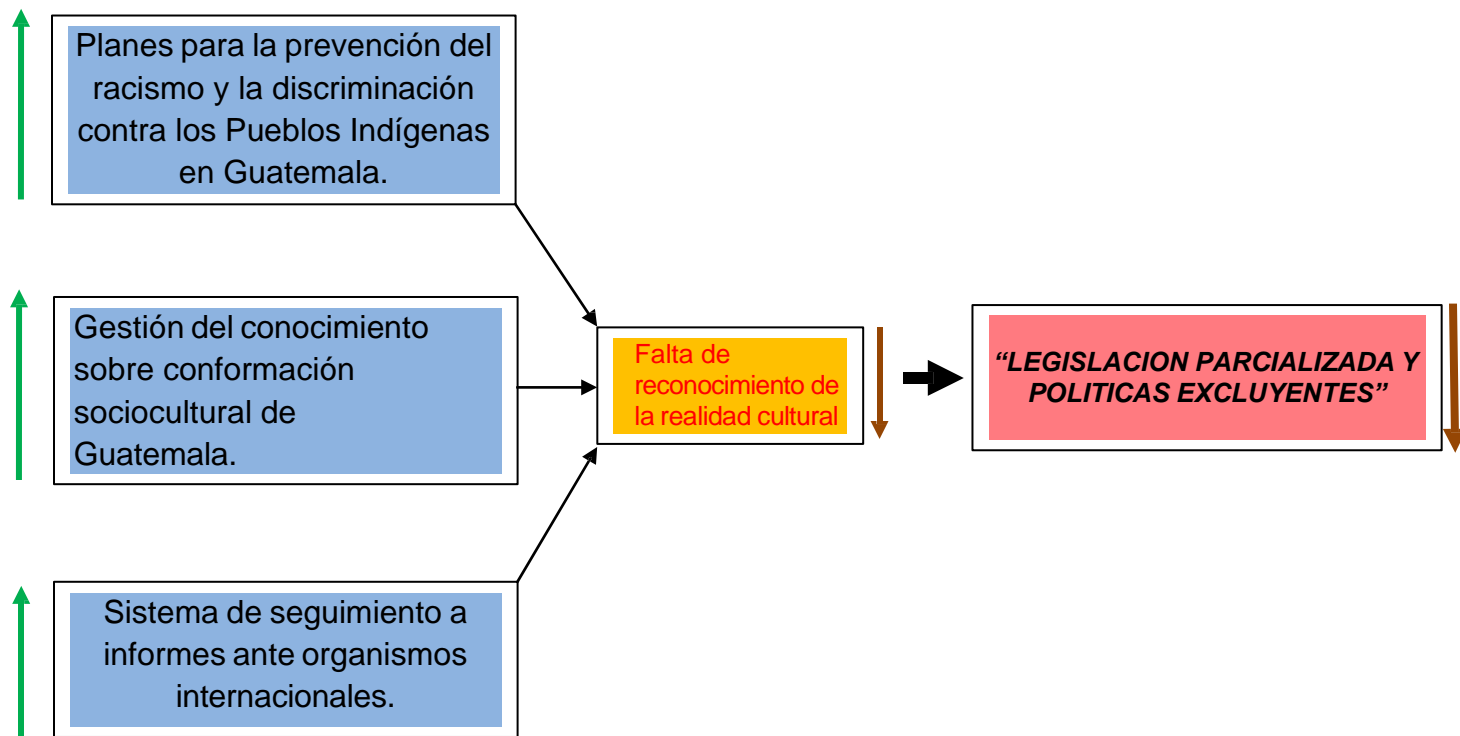 Planes para la prevención del
racismo y la discriminación
contra los Pueblos Indígenas
en Guatemala.
Gestión del conocimiento
sobre conformación
sociocultural de
Guatemala.
Sistema de seguimiento a
informes ante organismos
internacionales.
Falta de
reconocimiento de
la realidad cultural
“LEGISLACION PARCIALIZADA Y
POLITICAS EXCLUYENTES”